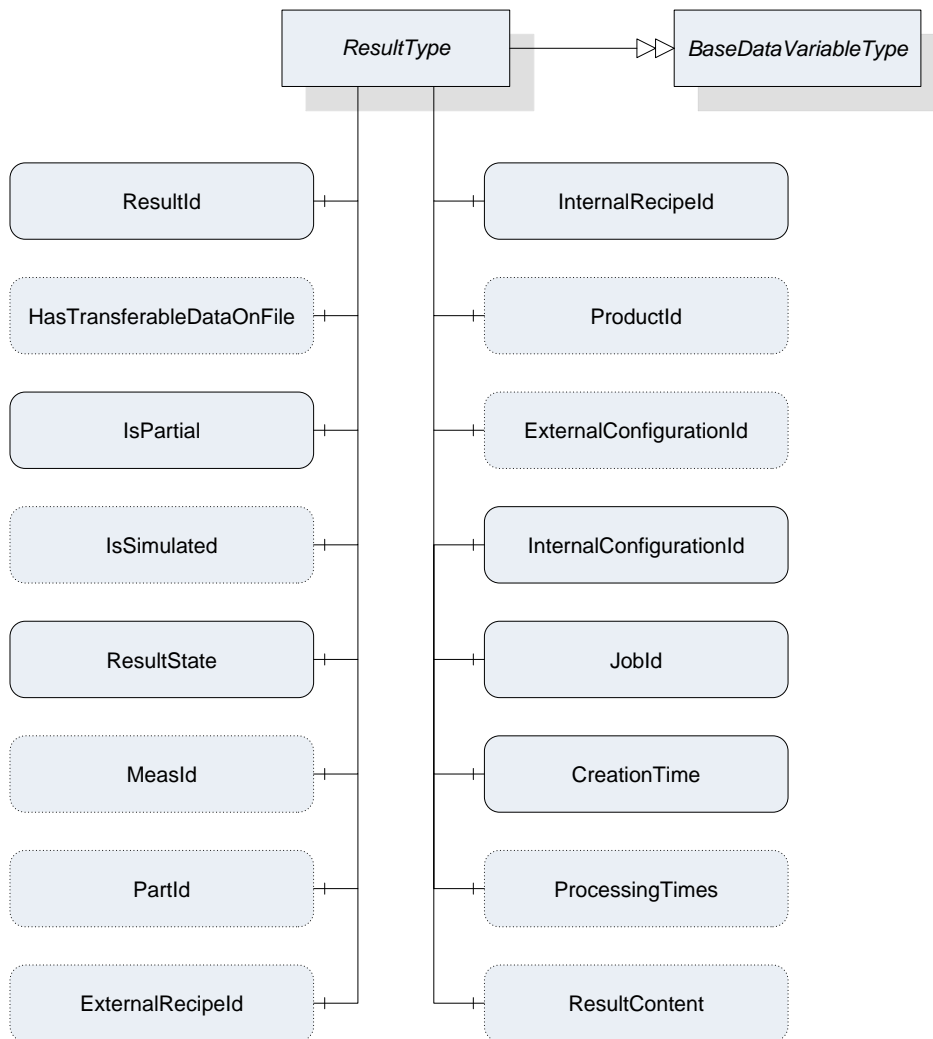 ResultType
BaseDataVariableType
ResultId
InternalRecipeId
HasTransferableDataOnFile
ProductId
IsPartial
ExternalConfigurationId
IsSimulated
InternalConfigurationId
ResultState
JobId
MeasId
CreationTime
PartId
ProcessingTimes
ExternalRecipeId
ResultContent